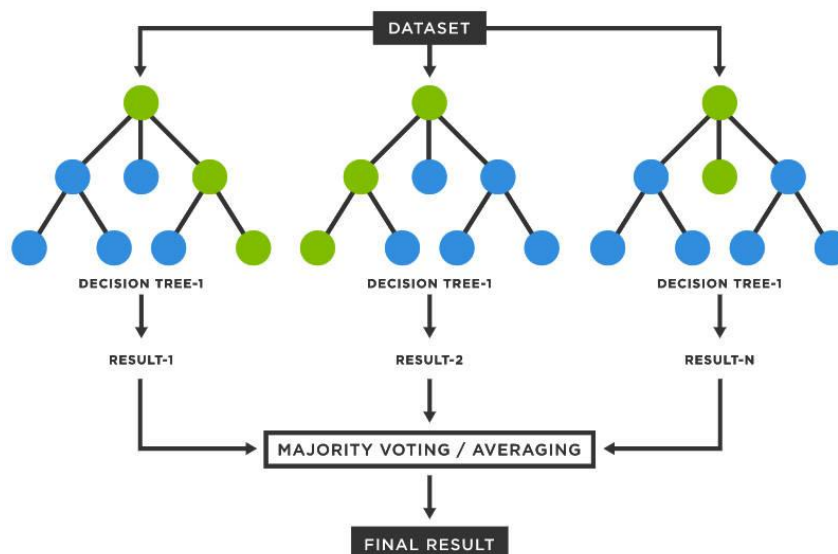 DATASET
DECISION TREE-1
DECISION TREE-1
DECISION TREE-1
RESULT-1
RESULT-2
RESULT-N
MAJORITY VOTING / AVERAGING
FINAL RESULT